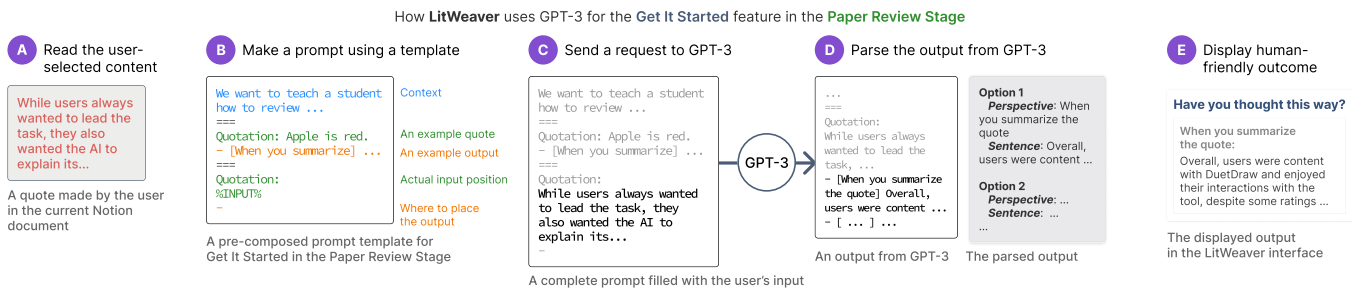 How LitWeaver uses GPT-3 for the Get It Started feature in the Paper Review Stage
A
Read the user-
selected content
While users always
wanted to lead the
task, they also
wanted the AI to
explain its...
A quote made by the user
in the current Notion
document
B
Make a prompt using a template
We want to teach a student
how to review ...
===
Quotation: Apple is red.
- [When you summarize] ...
===
Quotation:
%INPUT%
-
Context
An example quote
An example output
Actual input position
Where to place
the output
A pre-composed prompt template for
Get It Started in the Paper Review Stage
C
Send a request to GPT-3
We want to teach a student
how to review ...
===
Quotation: Apple is red.
- [When you summarize] ...
===
Quotation:
While users always wanted
to lead the task, they
also wanted the AI to
explain its...
-
A complete prompt filled with the user's input
GPT-3
D
Parse the output from GPT-3
...
===
Quotation:
While users always
wanted to lead the
task, ...
- [When you summarize
the quote] Overall,
users were content ...
- [ ... ] ...
An output from GPT-3
Option 1
Perspective: When
you summarize the
quote
Sentence: Overall,
users were content ...
Option 2
Perspective: ...
Sentence: ...
...
The parsed output
E
Display human-
friendly outcome
Have you thought this way?
When you summarize
the quote:
Overall, users were content
with DuetDraw and enjoyed
their interactions with the
tool, despite some ratings ...
The displayed output
in the LitWeaver interface